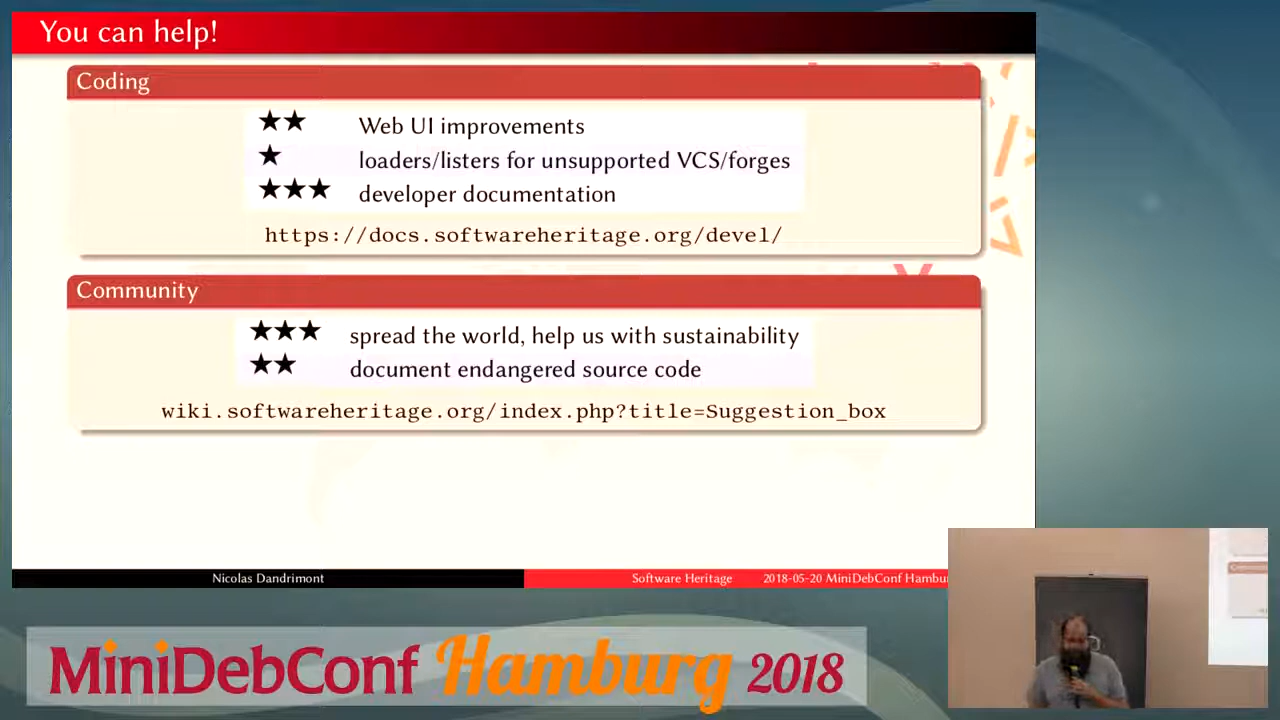 You can help!
Coding
★★ Web UI improvements
★ loaders/listers for unsupported VCS/forges
★★★ developer documentation
https://docs.softwareheritage.org/devel/
Community
★★★ spread the world, help us with sustainability
★★ document endangered source code
wiki.softwareheritage.org/index.php?title=Suggestion_box
Nicolas Dandrimont Software Heritage 2018-05-20 MiniDebConf Hambur
MiniDebConf Hamburg 2018